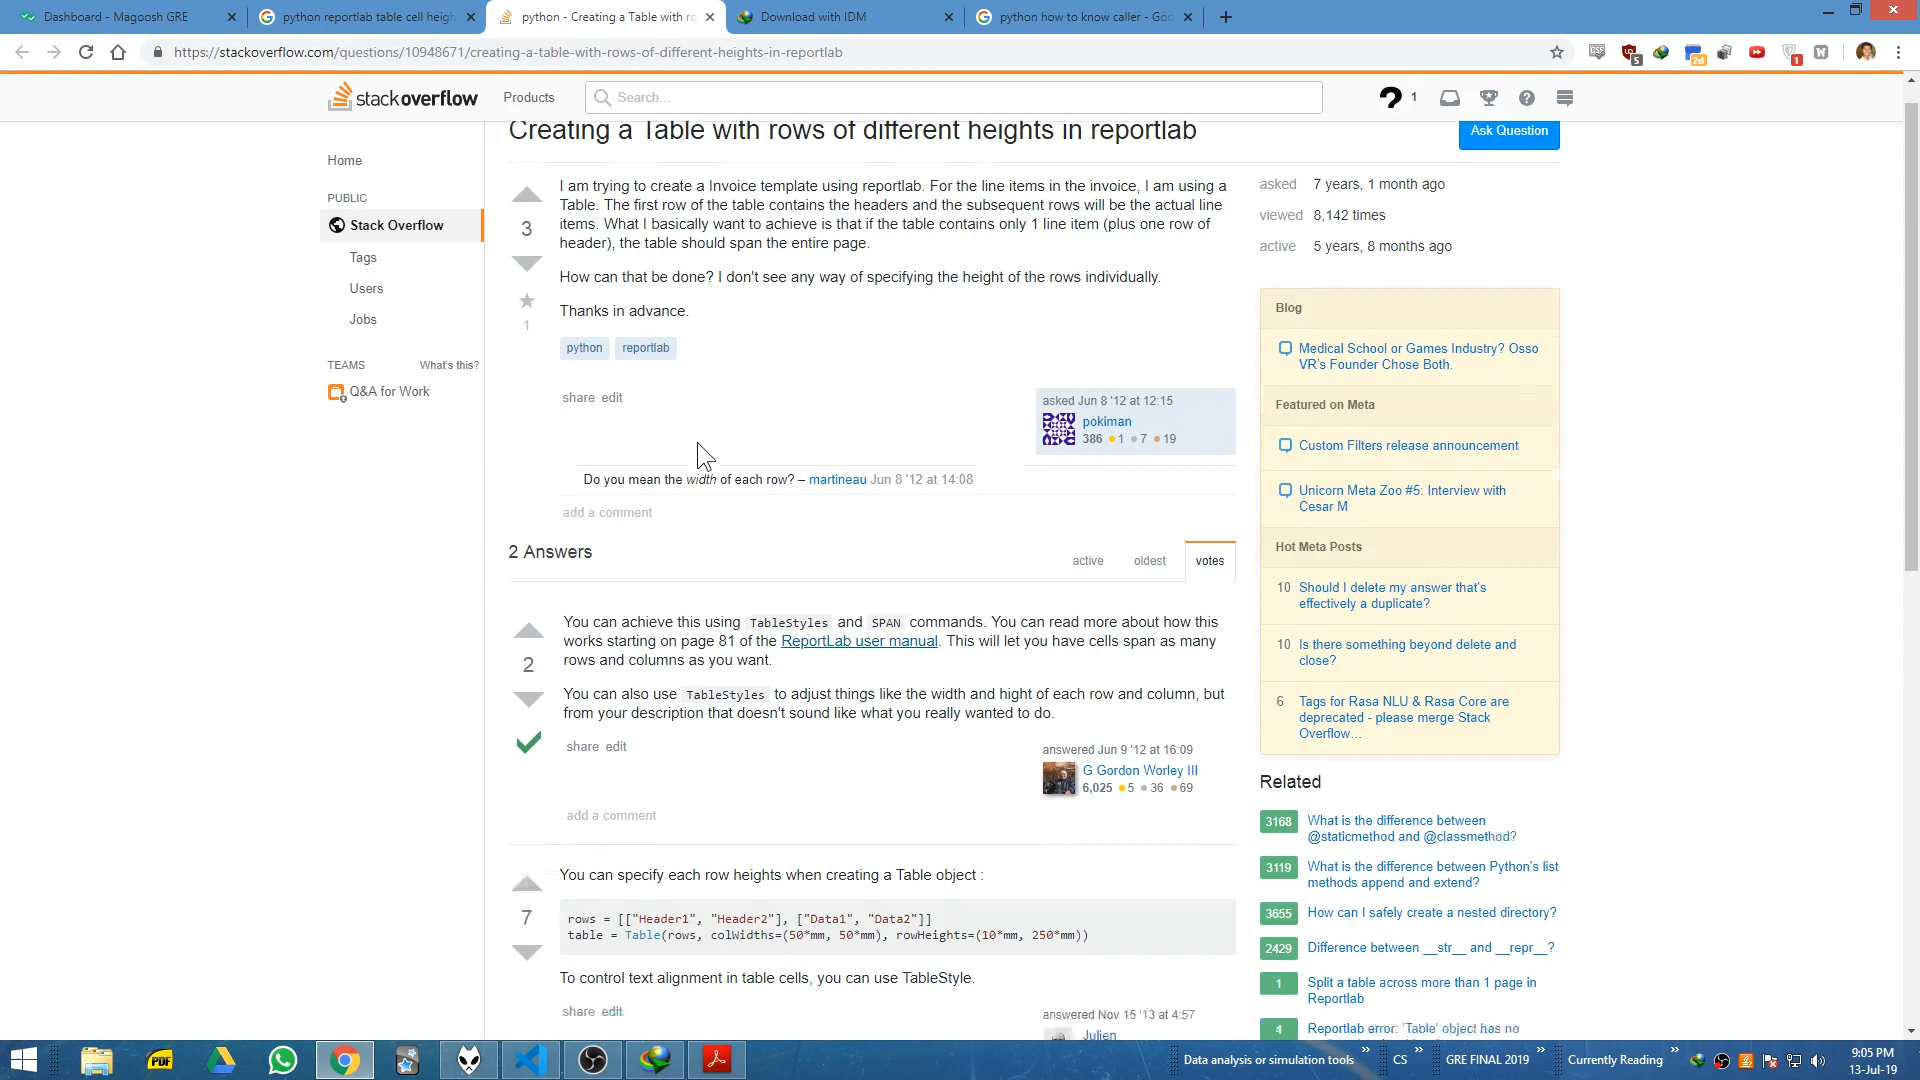 Dashboard - Magoosh GRE
python reportlab table cell heigh
python - Creating a Table with ro
Download with IDM
python how to know caller - Goo
https://stackoverflow.com/questions/10948671/creating-a-table-with-rows-of-different-heights-in-reportlab
5
2d
1
W
stackoverflow
Products
Search...
1
Creating a Table with rows of different heights in reportlab
Ask Question
Home
PUBLIC
Stack Overflow
Tags
Users
Jobs
TEAMS
What's this?
Q&A for Work
3
1
I am trying to create a Invoice template using reportlab. For the line items in the invoice, I am using a
Table. The first row of the table contains the headers and the subsequent rows will be the actual line
items. What I basically want to achieve is that if the table contains only 1 line item (plus one row of
header), the table should span the entire page.
How can that be done? I don't see any way of specifying the height of the rows individually.
Thanks in advance.
python
reportlab
share edit
asked Jun 8 '12 at 12:15
pokiman
386 1 7 19
Do you mean the width of each row? – martineau Jun 8 '12 at 14:08
add a comment
2 Answers
active
oldest
votes
2
You can achieve this using TableStyles and SPAN commands. You can read more about how this
works starting on page 81 of the ReportLab user manual. This will let you have cells span as many
rows and columns as you want.
You can also use TableStyles to adjust things like the width and hight of each row and column, but
from your description that doesn't sound like what you really wanted to do.
share edit
answered Jun 9 '12 at 16:09
G Gordon Worley III
6,025 5 36 69
add a comment
7
You can specify each row heights when creating a Table object :
rows = [["Header1", "Header2"], ["Data1", "Data2"]]
table = Table(rows, colWidths=(50*mm, 50*mm), rowHeights=(10*mm, 250*mm))
To control text alignment in table cells, you can use TableStyle.
share edit
answered Nov 15 '13 at 4:57
Julien
asked 7 years, 1 month ago
viewed 8,142 times
active 5 years, 8 months ago
Blog
Medical School or Games Industry? Osso
VR's Founder Chose Both.
Featured on Meta
Custom Filters release announcement
Unicorn Meta Zoo #5: Interview with
Cesar M
Hot Meta Posts
10 Should I delete my answer that's
effectively a duplicate?
10 Is there something beyond delete and
close?
6 Tags for Rasa NLU & Rasa Core are
deprecated - please merge Stack
Overflow…
Related
3168 What is the difference between
@staticmethod and @classmethod?
3119 What is the difference between Python's list
methods append and extend?
3655 How can I safely create a nested directory?
2429 Difference between __str__ and __repr__?
1 Split a table across more than 1 page in
Reportlab
4 Reportlab error: 'Table' object has no
PDF
Data analysis or simulation tools
CS
GRE FINAL 2019
Currently Reading
9:05 PM
13-Jul-19